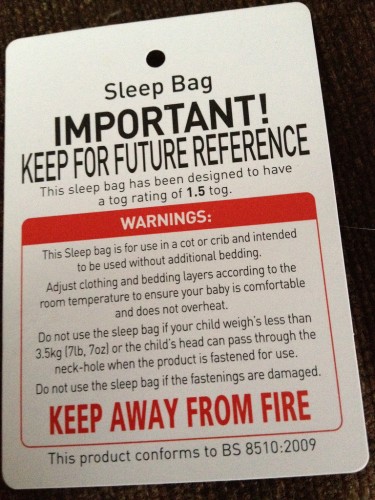 Sleep Bag
IMPORTANT!
KEEP FOR FUTURE REFERENCE
This sleep bag has been designed to have
a tog rating of 1.5 tog.
WARNINGS:
This Sleep bag is for use in a cot or crib and intended
to be used without additional bedding.
Adjust clothing and bedding layers according to the
room temperature to ensure your baby is comfortable
and does not overheat.
Do not use the sleep bag if your child weigh's less than
3.5kg (7lb, 7oz) or the child's head can pass through the
neck-hole when the product is fastened for use.
Do not use the sleep bag if the fastenings are damaged.
KEEP AWAY FROM FIRE
This product conforms to BS 8510:2009